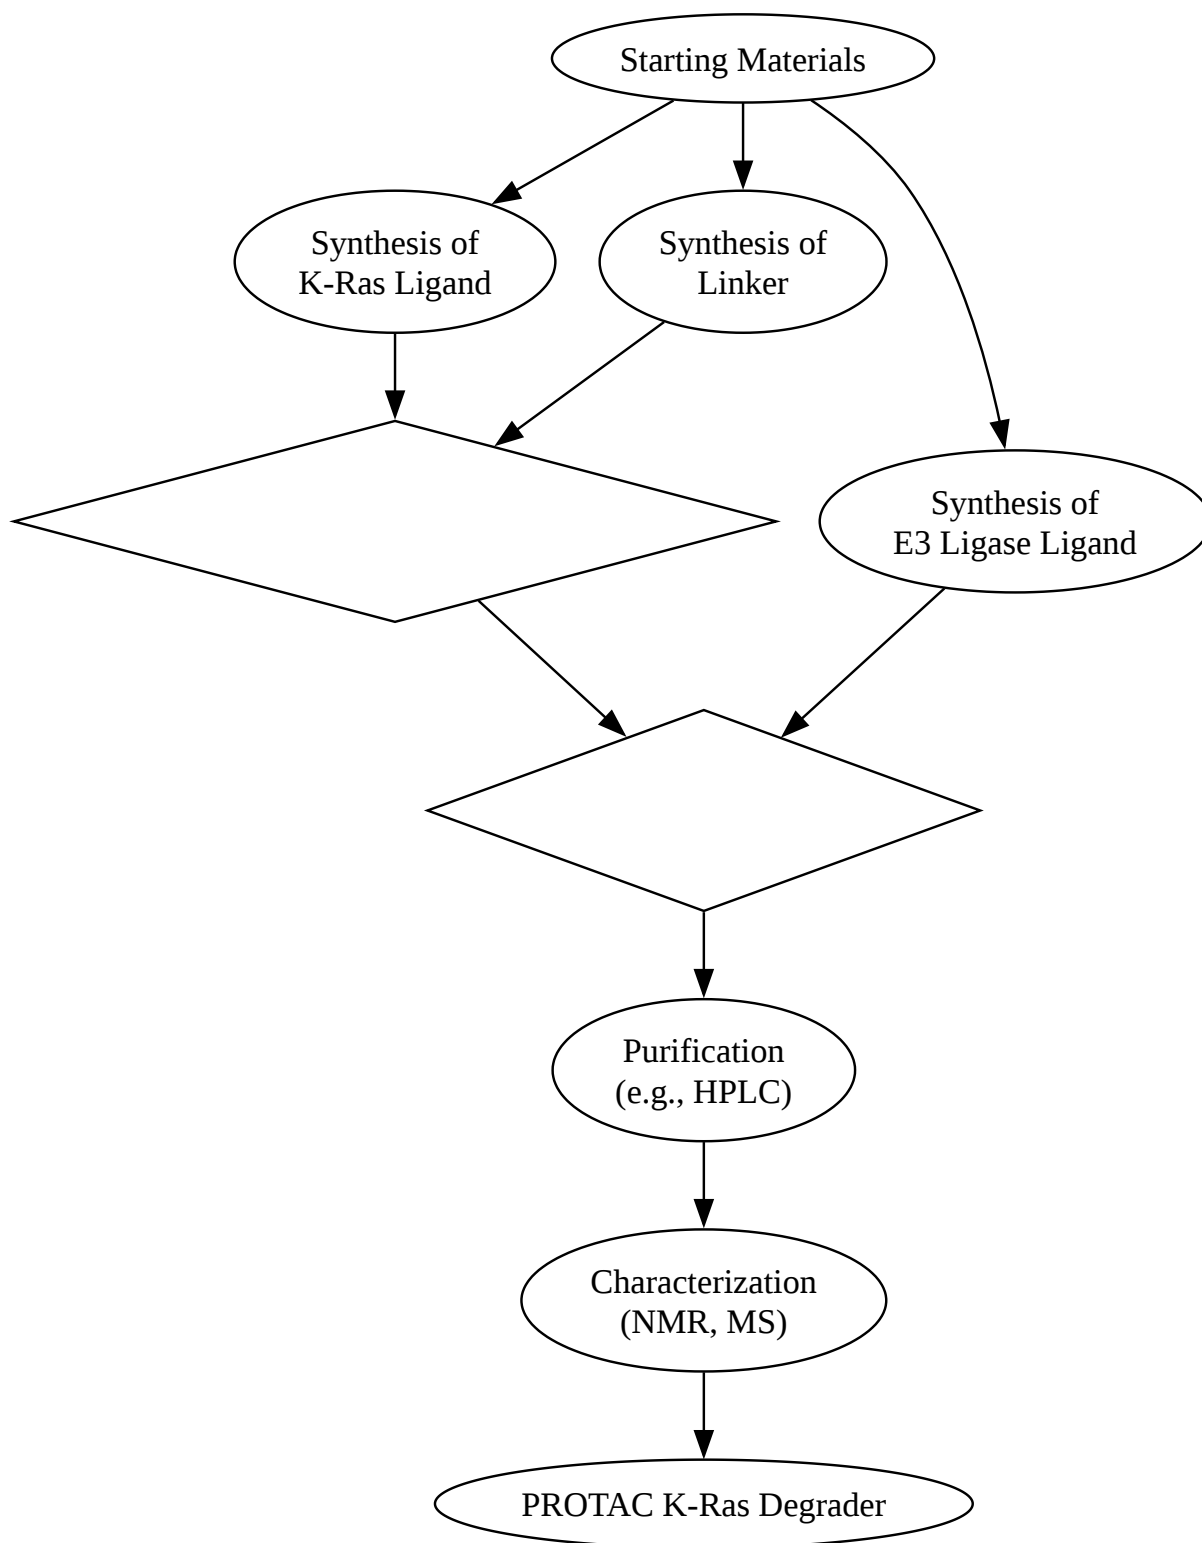 Starting Materials
Synthesis of
K-Ras Ligand
Synthesis of
Linker
Synthesis of
E3 Ligase Ligand
Purification
(e.g., HPLC)
Characterization
(NMR, MS)
PROTAC K-Ras Degrader